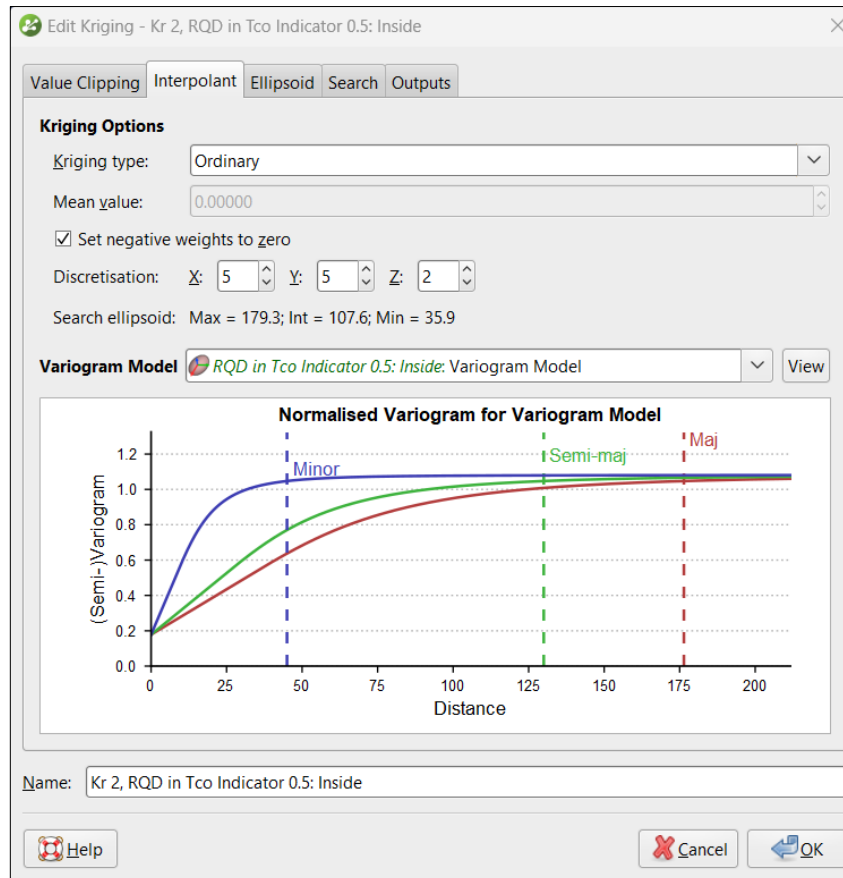 Edit Kriging - Kr 2, RQD in Tco Indicator 0.5: Inside
Value Clipping Interpolant Ellipsoid Search Outputs
Kriging Options
Kriging type: Ordinary
Mean value: 0.00000
Set negative weights to zero
Discretisation: X: 5 Y: 5 Z: 2
Search ellipsoid: Max = 179.3; Int = 107.6; Min = 35.9
Variogram Model RQD in Tco Indicator 0.5: Inside: Variogram Model View
Normalised Variogram for Variogram Model
Maj
Semi-maj
Minor
1.2
1.0
0.8
0.6
0.4
0.2
0.0
(Semi-)Variogram
0 25 50 75 100 125 150 175 200
Distance
Name: Kr 2, RQD in Tco Indicator 0.5: Inside
Help Cancel OK